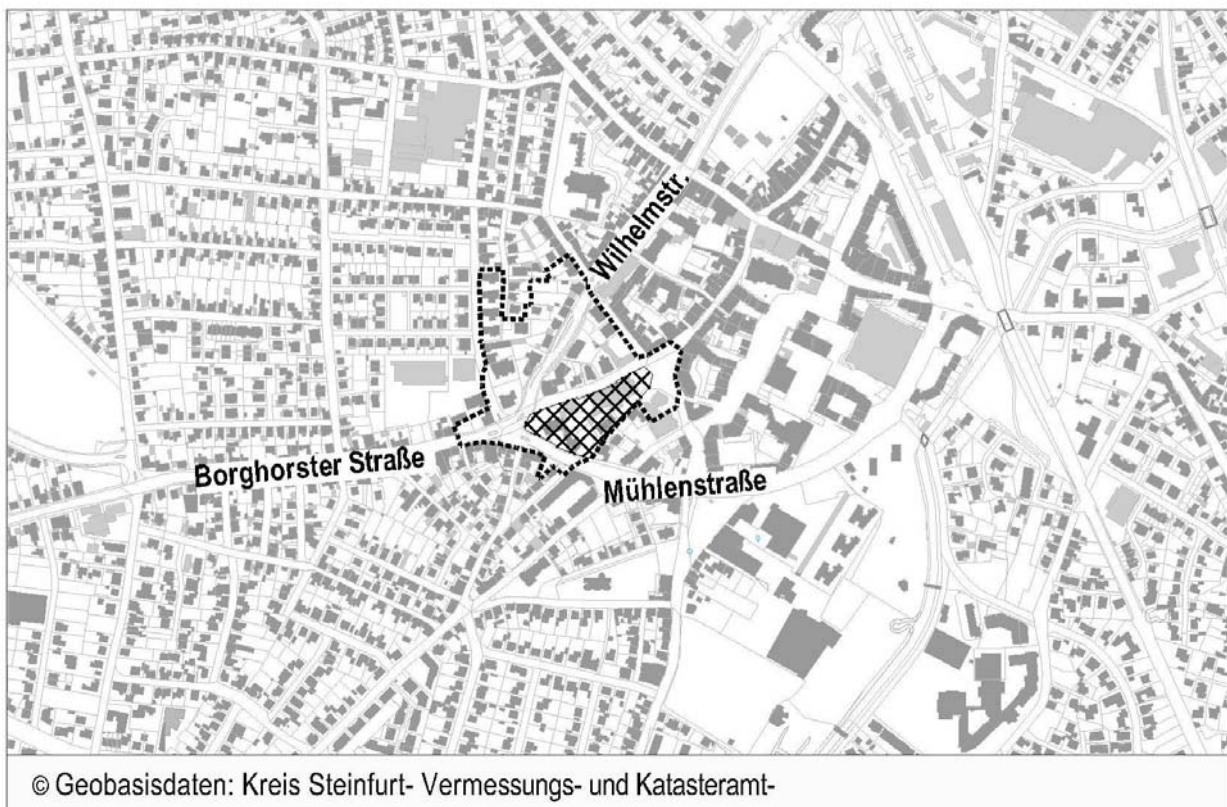 Wilhelmstr.
Borghorster Straße
Mühlenstraße
© Geobasisdaten: Kreis Steinfurt- Vermessungs- und Katasteramt-